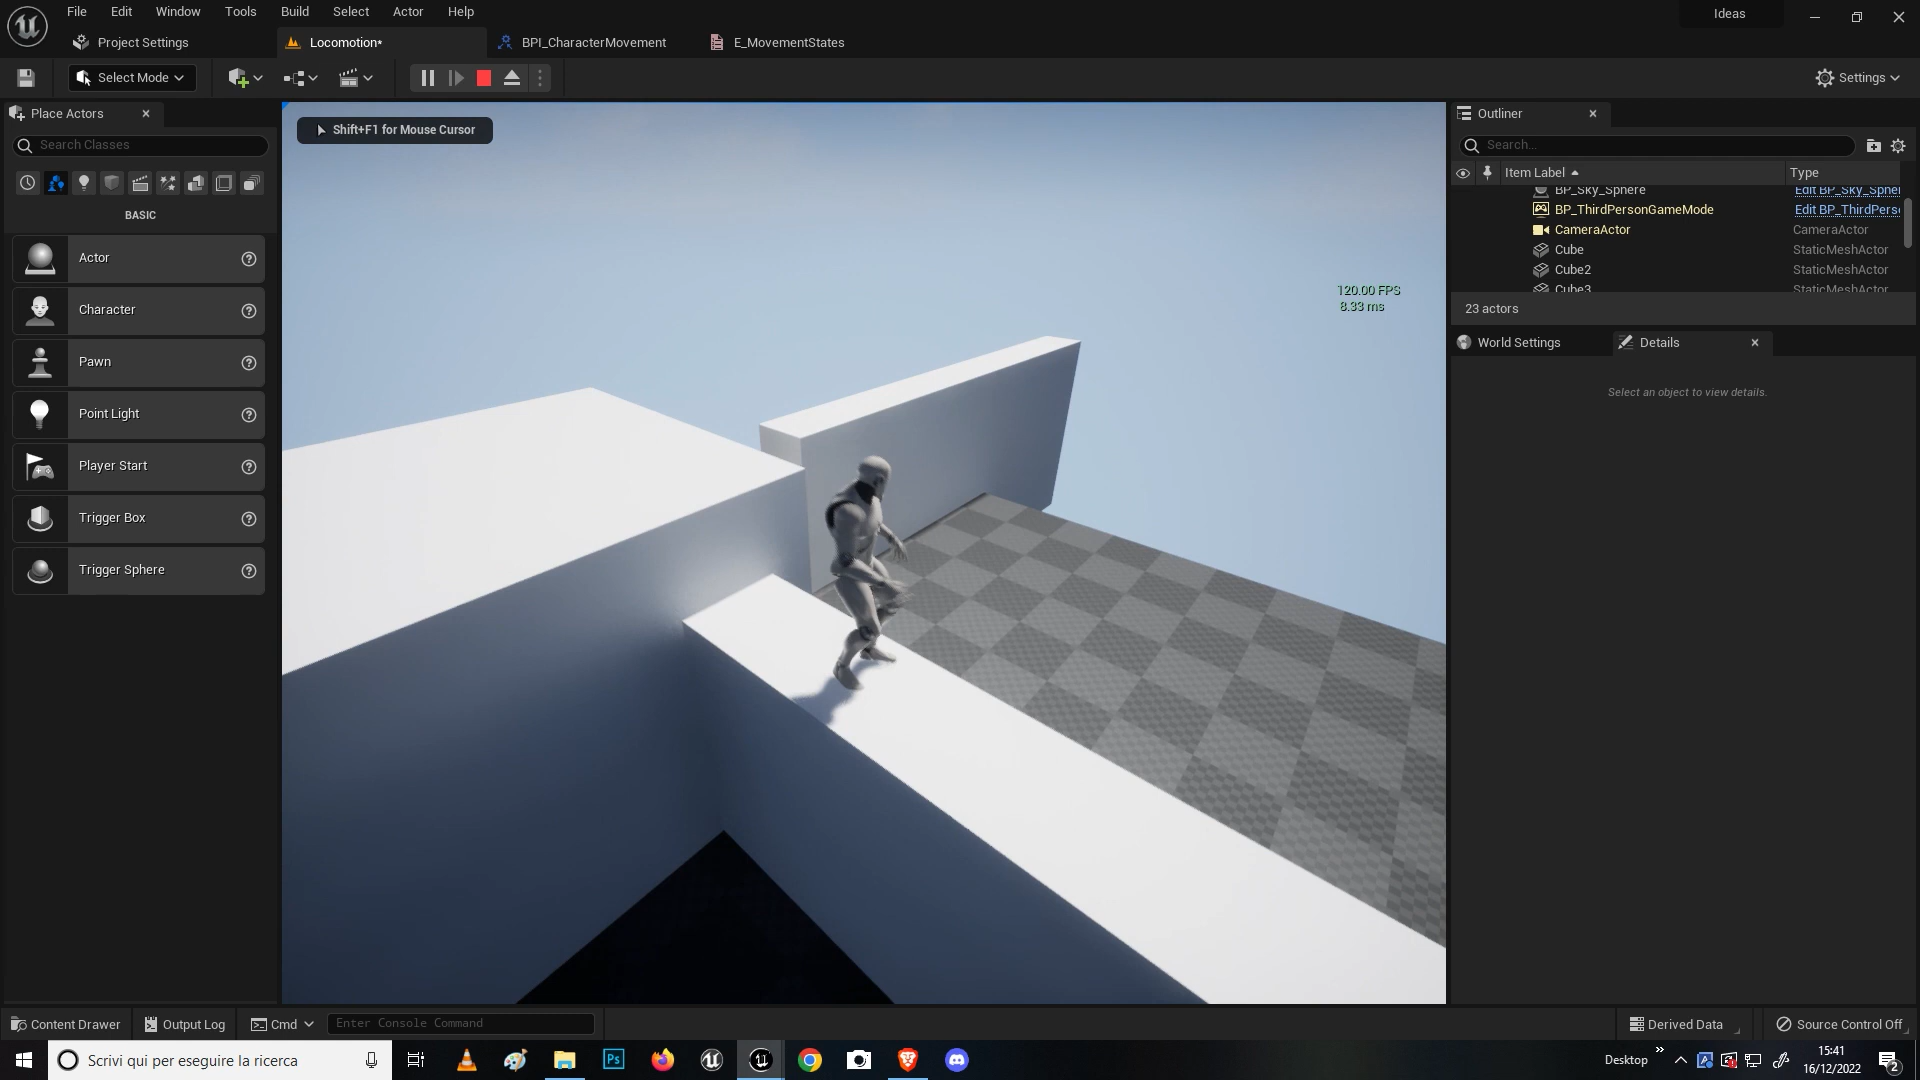 File Edit Window Tools Build Select Actor Help
Ideas
Project Settings
Locomotion*
BPI_CharacterMovement
E_MovementStates
Select Mode
Settings
Place Actors
Search Classes
BASIC
Actor
Character
Pawn
Point Light
Player Start
Trigger Box
Trigger Sphere
Shift+F1 for Mouse Cursor
120.00 FPS
8.33 ms
Outliner
Search...
Item Label Type
BP_Sky_Sphere Edit BP_Sky_Spher
BP_ThirdPersonGameMode Edit BP_ThirdPers
CameraActor CameraActor
Cube StaticMeshActor
Cube2 StaticMeshActor
Cube3 StaticMeshActor
23 actors
World Settings
Details
Select an object to view details.
Content Drawer
Output Log
Cmd
Enter Console Command
Derived Data
Source Control Off
Scrivi qui per eseguire la ricerca
Ps
Desktop
15:41
16/12/2022
2